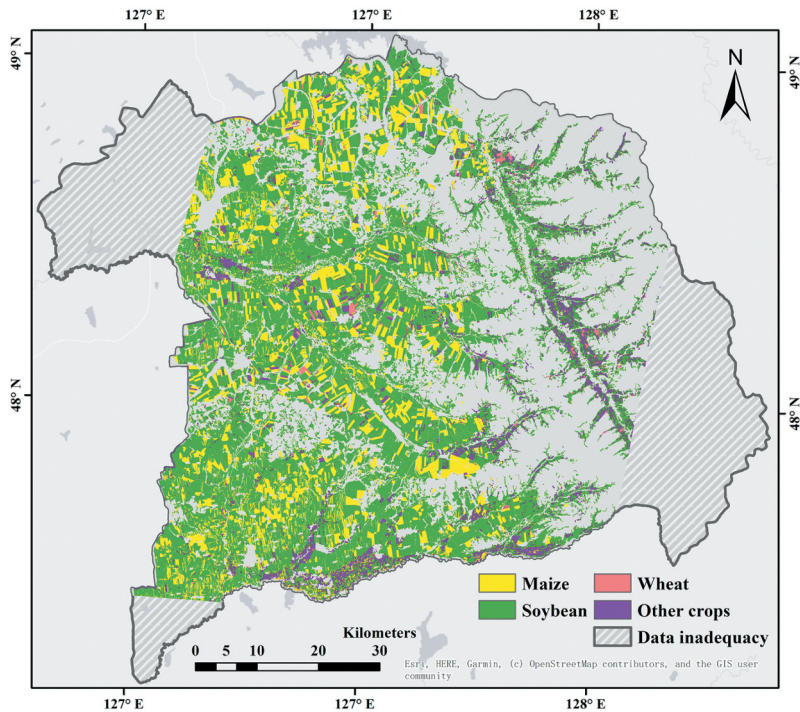 127° E 127° E 128° E
49° N
49° N
N
48° N
48° N
Maize
Wheat
Soybean
Other crops
Data inadequacy
Kilometers
0 5 10 20 30
Esri, HERE, Garmin, (c) OpenStreetMap contributors, and the GIS user
community
127° E 127° E 128° E